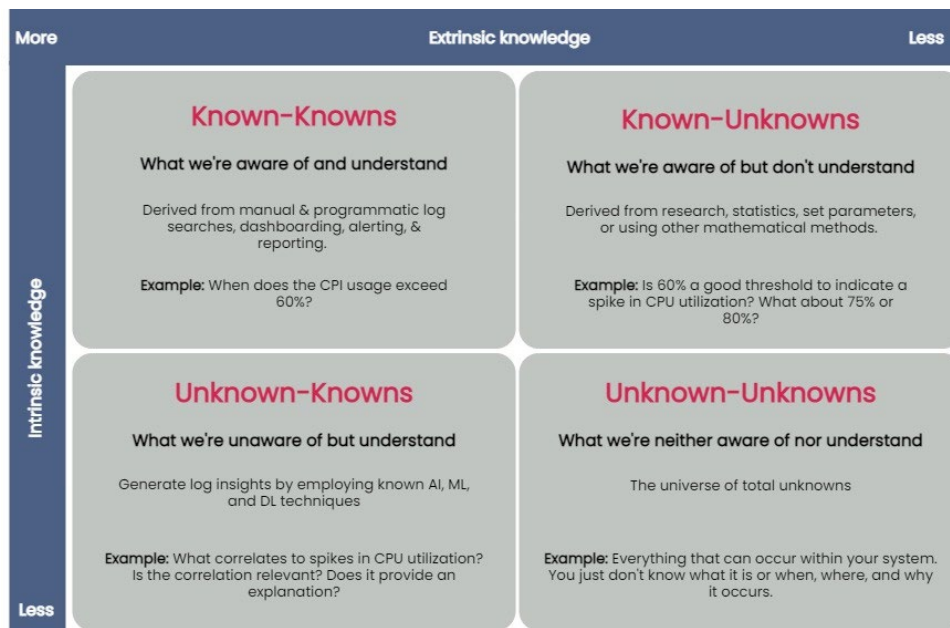 More Extrinsic knowledge Less
Intrinsic knowledge
Known-Knowns
What we're aware of and understand
Derived from manual & programmatic log
searches, dashboarding, alerting, &
reporting.
Example: When does the CPI usage exceed
60%?
Known-Unknowns
What we're aware of but don't understand
Derived from research, statistics, set parameters,
or using other mathematical methods.
Example: Is 60% a good threshold to indicate a
spike in CPU utilization? What about 75% or
80%?
Unknown-Knowns
What we're unaware of but understand
Generate log insights by employing known AI, ML,
and DL techniques
Example: What correlates to spikes in CPU utilization?
Is the correlation relevant? Does it provide an
explanation?
Unknown-Unknowns
What we're neither aware of nor understand
The universe of total unknowns
Example: Everything that can occur within your system.
You just don't know what it is or when, where, and why
it occurs.
Less